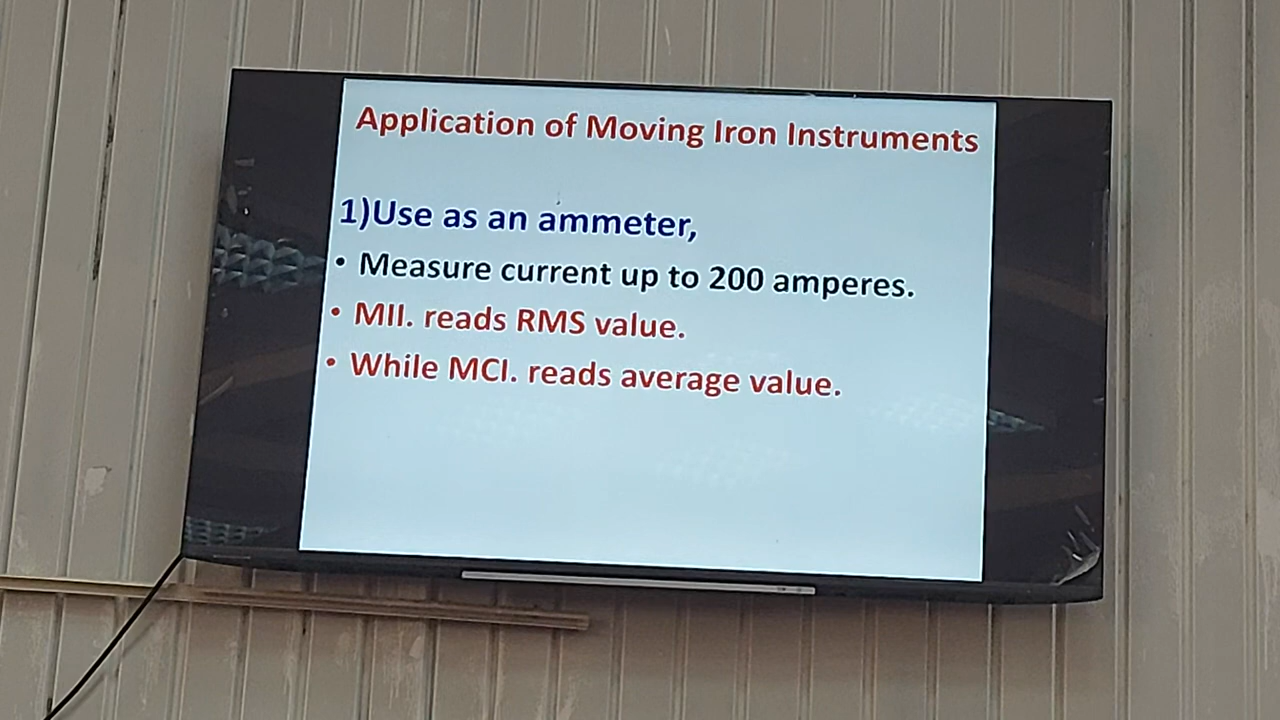 Application of Moving Iron Instruments
1)Use as an ammeter,
• Measure current up to 200 amperes.
• MII. reads RMS value.
• While MCI. reads average value.